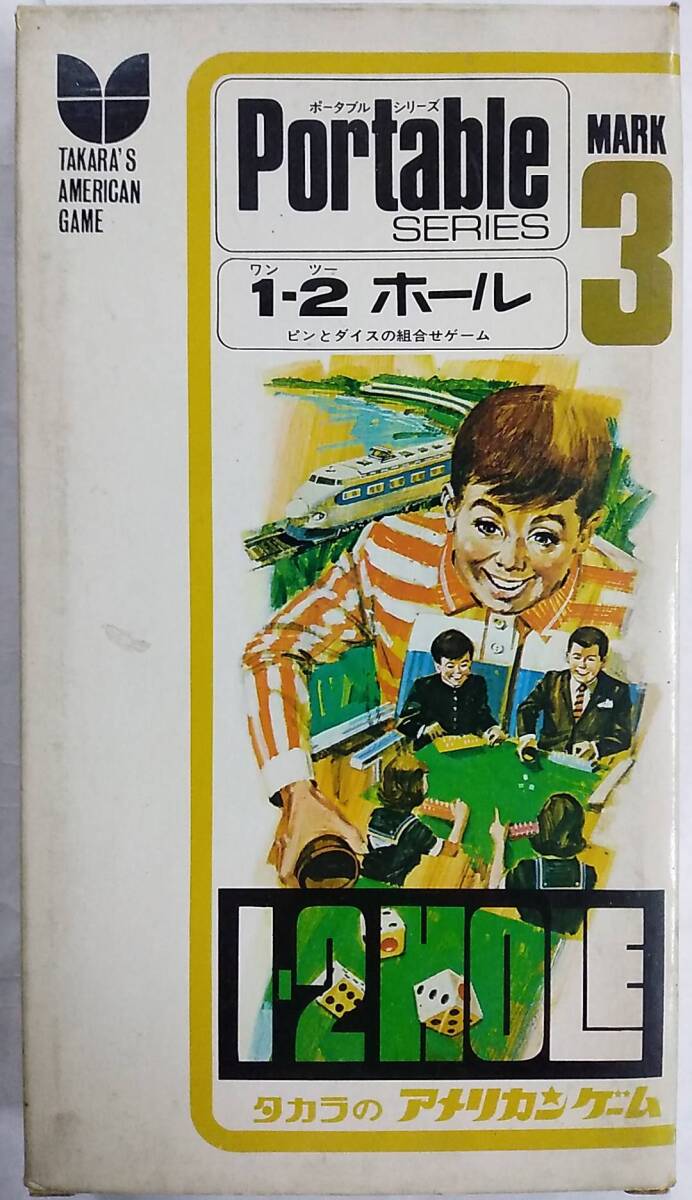 TAKARA'S
AMERICAN
GAME
ポータブル シリーズ
Portable
SERIES
MARK
3
ワン ツー
1-2 ホール
ピンとダイスの組合せゲーム
1-2HOLE
タカラの アメリカンゲーム